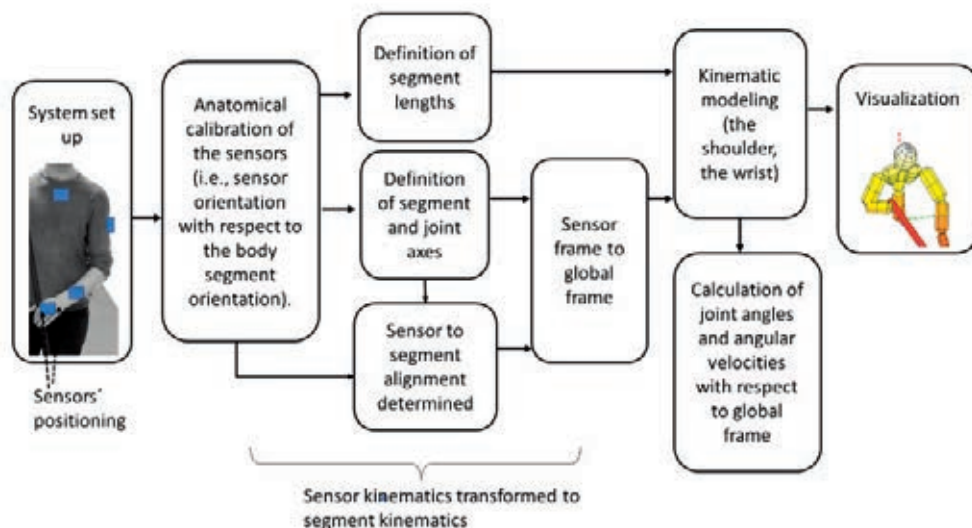 System set
up
Sensors´
positioning
Anatomical
calibration of
the sensors
(i.e., sensor
orientation
with respect to
the body
segment
orientation).
Definition of
segment
lengths
Definition
of segment
and joint
axes
Sensor to
segment
alignment
determined
Sensor
frame to
global
frame
Kinematic
modeling
(the
shoulder,
the wrist)
Calculation of
joint angles
and angular
velocities
with respect
to global
frame
Visualization
Sensor kinematics transformed to
segment kinematics